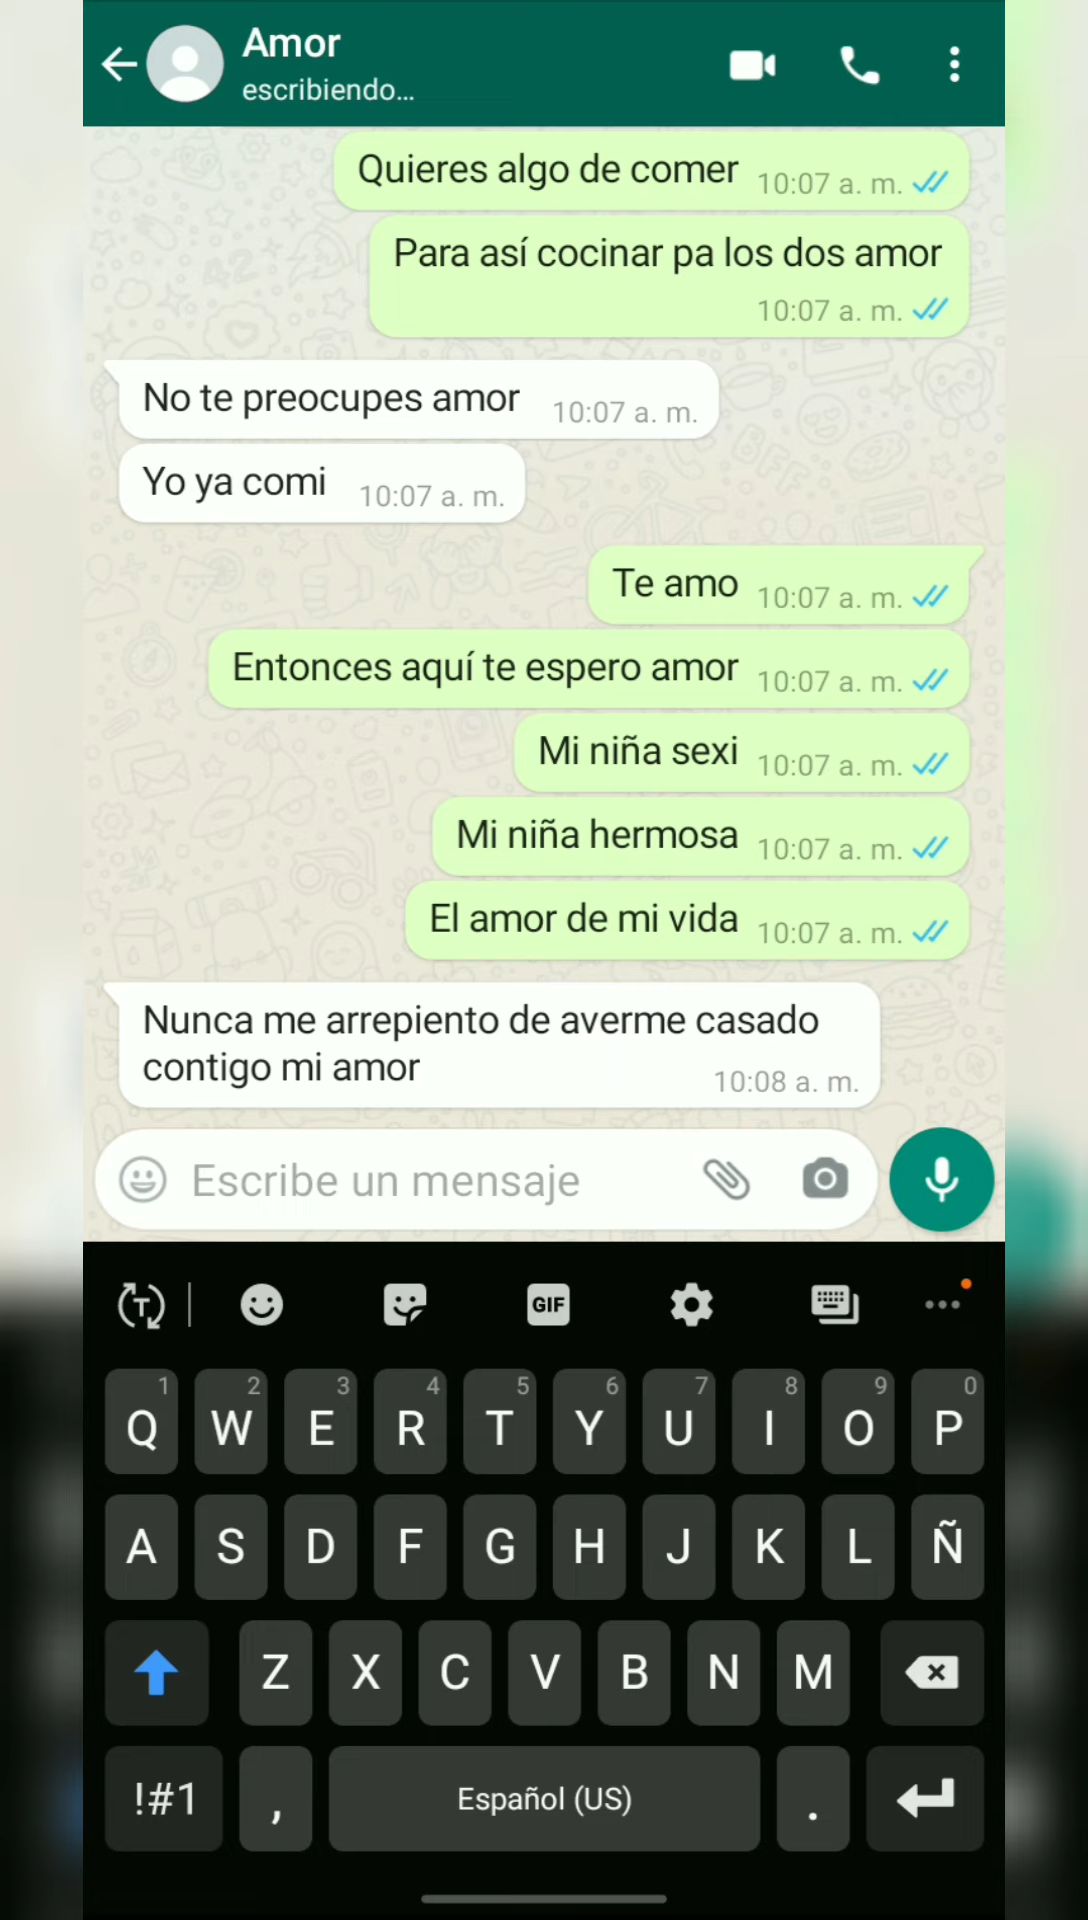 Amor
escribiendo...
Quieres algo de comer 10:07 a. m.
Para así cocinar pa los dos amor
10:07 a. m.
No te preocupes amor 10:07 a. m.
Yo ya comi 10:07 a. m.
Te amo 10:07 a. m.
Entonces aquí te espero amor 10:07 a. m.
Mi niña sexi 10:07 a. m.
Mi niña hermosa 10:07 a. m.
El amor de mi vida 10:07 a. m.
Nunca me arrepiento de averme casado
contigo mi amor 10:08 a. m.
Escribe un mensaje
T GIF
1 2 3 4 5 6 7 8 9 0
Q W E R T Y U I O P
A S D F G H J K L Ñ
Z X C V B N M
!#1 , Español (US) .